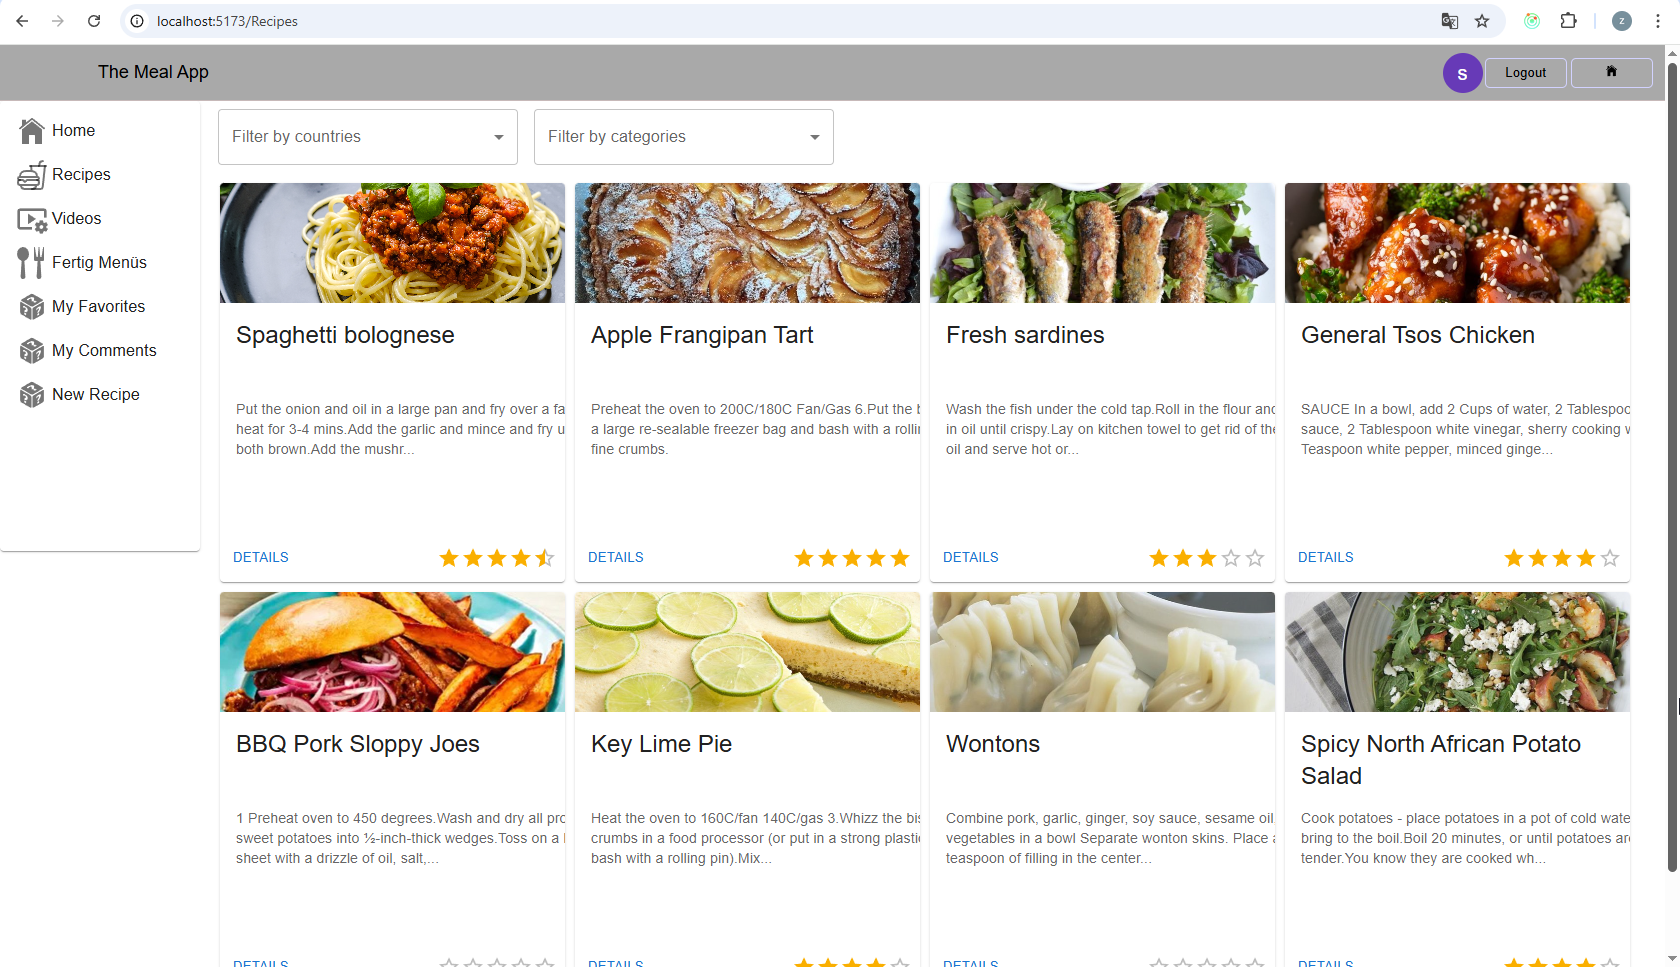 localhost:5173/Recipes
z
The Meal App
S
Logout
Home
Recipes
Videos
Fertig Menüs
My Favorites
My Comments
New Recipe
Filter by countries
Filter by categories
Spaghetti bolognese
Put the onion and oil in a large pan and fry over a fa
heat for 3-4 mins.Add the garlic and mince and fry u
both brown.Add the mushr...
DETAILS
Apple Frangipan Tart
Preheat the oven to 200C/180C Fan/Gas 6.Put the b
a large re-sealable freezer bag and bash with a rollin
fine crumbs.
DETAILS
Fresh sardines
Wash the fish under the cold tap.Roll in the flour and
in oil until crispy.Lay on kitchen towel to get rid of the
oil and serve hot or...
DETAILS
General Tsos Chicken
SAUCE In a bowl, add 2 Cups of water, 2 Tablespoo
sauce, 2 Tablespoon white vinegar, sherry cooking w
Teaspoon white pepper, minced ginge...
DETAILS
BBQ Pork Sloppy Joes
1 Preheat oven to 450 degrees.Wash and dry all pro
sweet potatoes into ½-inch-thick wedges.Toss on a b
sheet with a drizzle of oil, salt,...
DETAILS
Key Lime Pie
Heat the oven to 160C/fan 140C/gas 3.Whizz the bis
crumbs in a food processor (or put in a strong plastic
bash with a rolling pin).Mix...
DETAILS
Wontons
Combine pork, garlic, ginger, soy sauce, sesame oil
vegetables in a bowl Separate wonton skins. Place a
teaspoon of filling in the center...
DETAILS
Spicy North African Potato
Salad
Cook potatoes - place potatoes in a pot of cold wate
bring to the boil.Boil 20 minutes, or until potatoes are
tender.You know they are cooked wh...
DETAILS